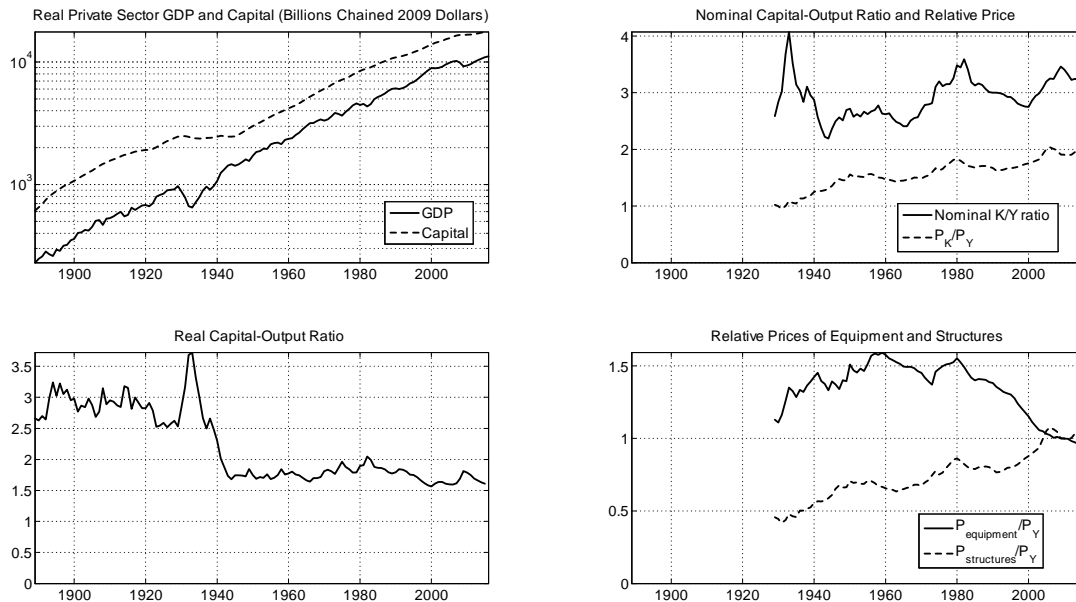 Real Private Sector GDP and Capital (Billions Chained 2009 Dollars)
10^4
10^3
GDP
Capital
1900 1920 1940 1960 1980 2000
Nominal Capital-Output Ratio and Relative Price
4
3
2
1
0
Nominal K/Y ratio
P_K/P_Y
1900 1920 1940 1960 1980 2000
Real Capital-Output Ratio
3.5
3
2.5
2
1.5
1
0.5
0
1900 1920 1940 1960 1980 2000
Relative Prices of Equipment and Structures
1.5
1
0.5
0
P_equipment/P_Y
P_structures/P_Y
1900 1920 1940 1960 1980 2000